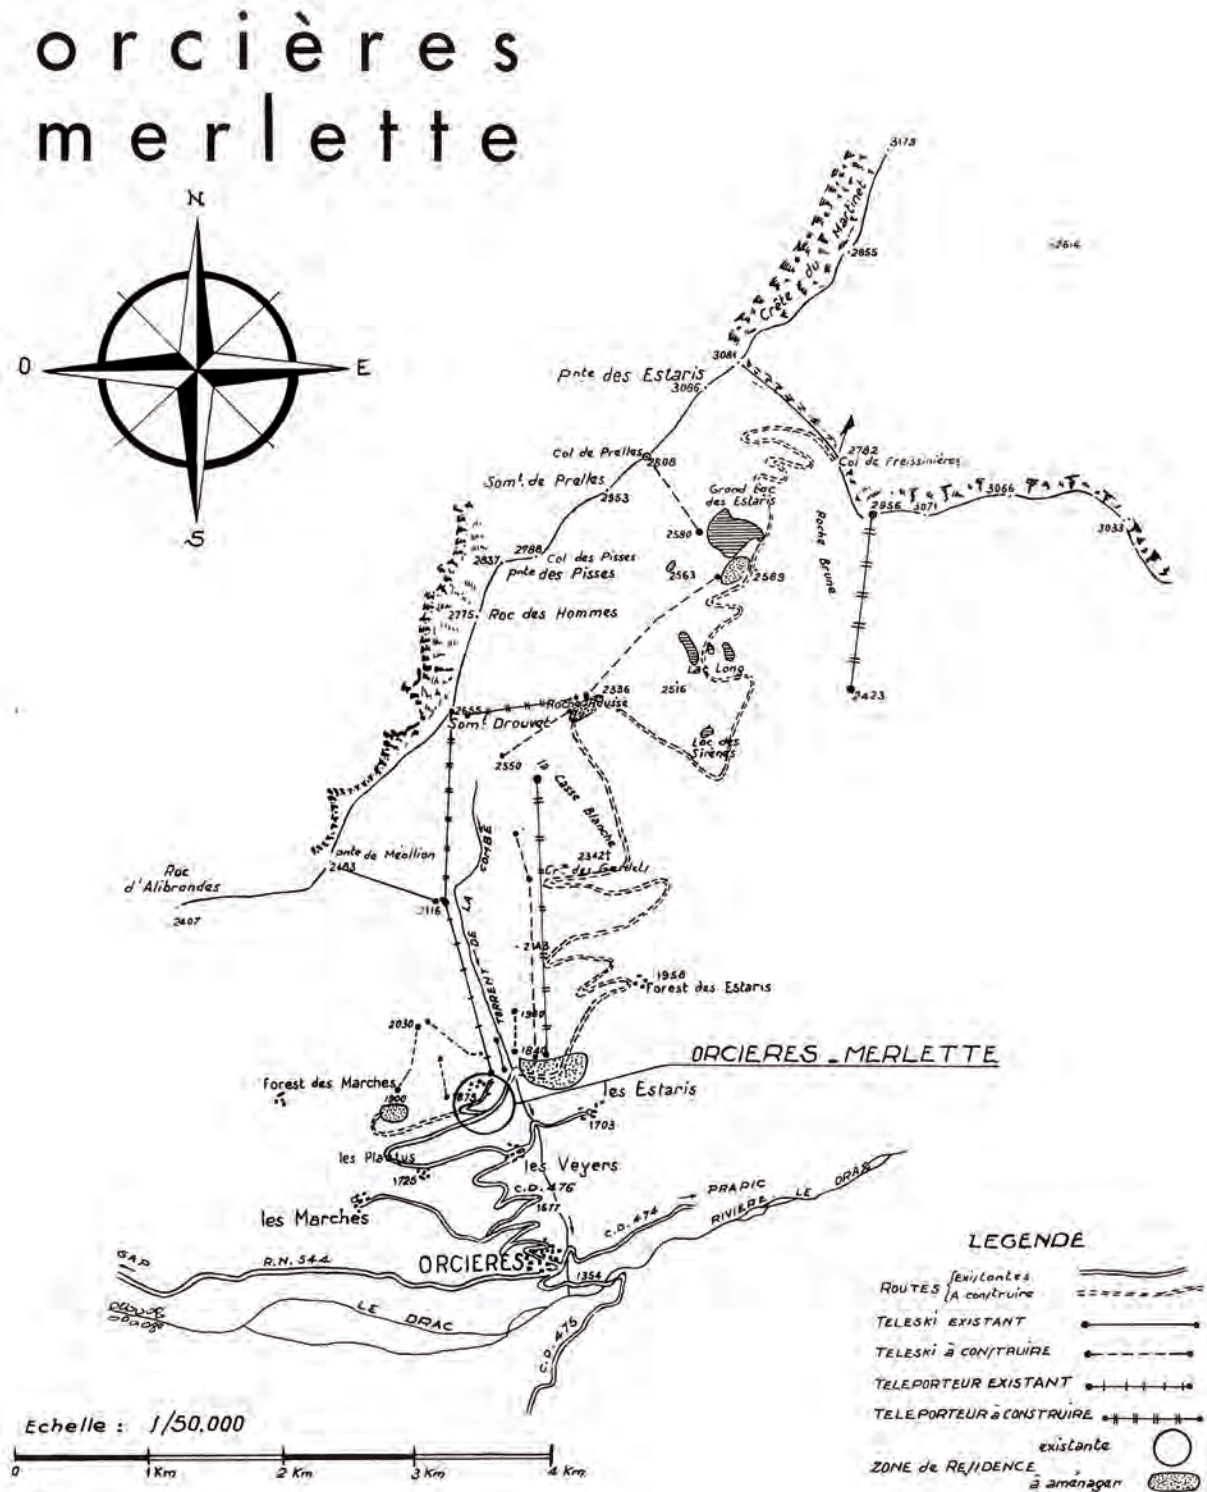 orcières
merlette
N
O
E
S
3179
Crête du Martinet
2855
2614
3081
Pnte des Estaris
3086
2782
Col de Freissinières
Col de Prelles
2808
Somt. de Prelles
2953
Grand Lac
des Estaris
2580
2956
3071
3066
3033
Roche Brune
2788
Col des Pisses
2837
Pnte des Pisses
2563
2589
2775
Roc des Hommes
Lac Long
2336
2516
2423
2655
Roche Rousse
Somt. Drouvet
Lac des
Sirènes
2550
la Casse Blanche
Pnte de Méollion
2483
2342
Roc
d'Alibrandes
2407
2116
TORRENT DE LA COMBE
2143
1958
Forest des Estaris
1980
2030
1840
ORCIERES - MERLETTE
Forest des Marches
1900
les Estaris
1703
les Plautus
1725
les Veyers
C.D. 476
1577
les Marches
C.D. 474
PRAPIC
RIVIERE LE DRAC
ORCIERES
GAP
R.N. 544
1354
LE DRAC
C.D. 475
LEGENDE
ROUTES
Existantes
A construire
TELESKI EXISTANT
TELESKI à CONSTRUIRE
TELEPORTEUR EXISTANT
TELEPORTEUR à CONSTRUIRE
existante
ZONE de RESIDENCE
à aménager
Echelle : 1/50,000
0
1 Km
2 Km
3 Km
4 Km.